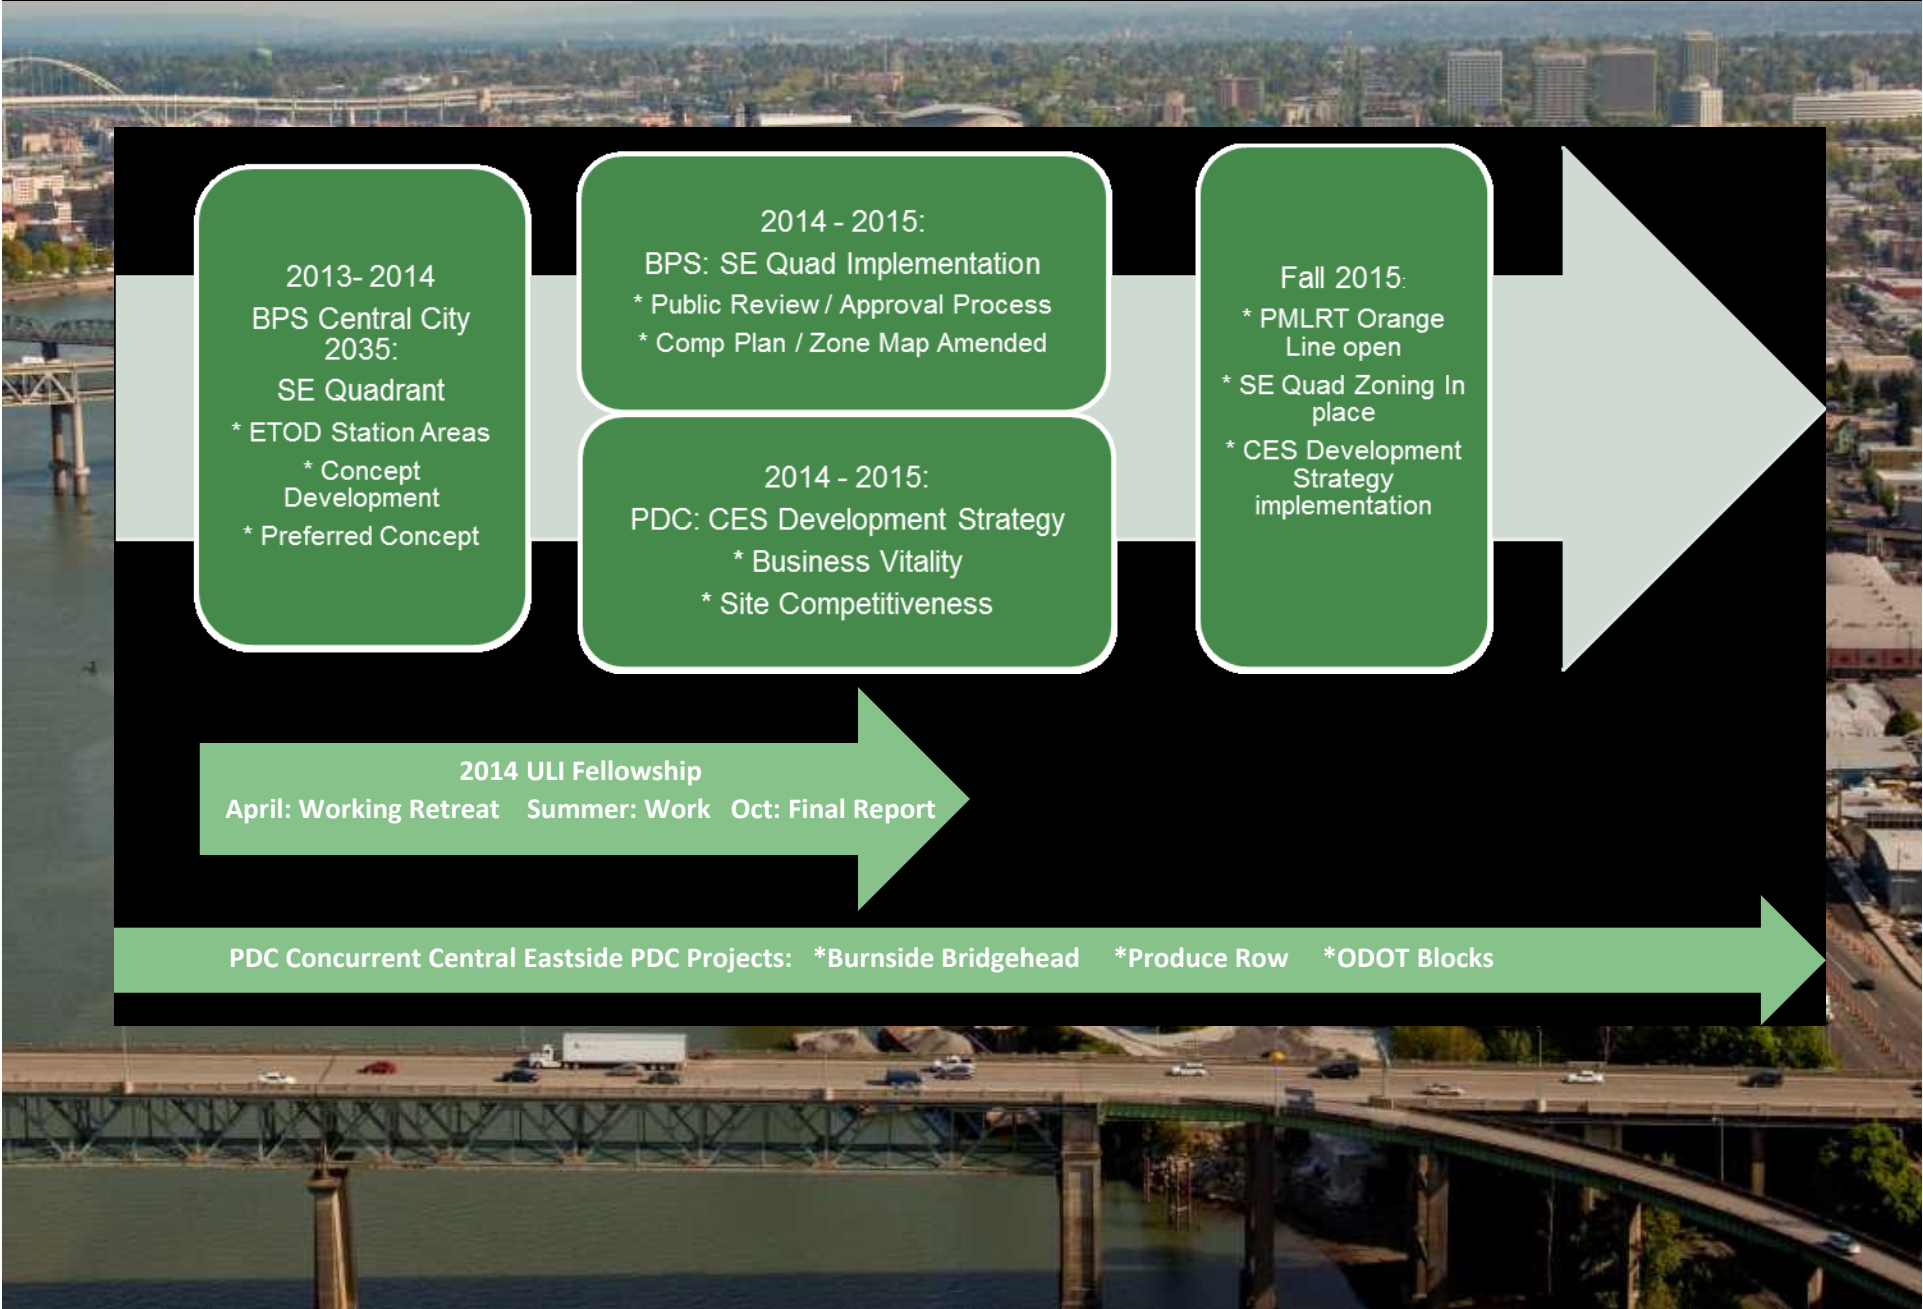 2013- 2014
BPS Central City
2035:
SE Quadrant
* ETOD Station Areas
* Concept
Development
* Preferred Concept
2014 - 2015:
BPS: SE Quad Implementation
* Public Review / Approval Process
* Comp Plan / Zone Map Amended
2014 - 2015:
PDC: CES Development Strategy
* Business Vitality
* Site Competitiveness
Fall 2015:
* PMLRT Orange
Line open
* SE Quad Zoning In
place
* CES Development
Strategy
implementation
2014 ULI Fellowship
April: Working Retreat Summer: Work Oct: Final Report
PDC Concurrent Central Eastside PDC Projects: *Burnside Bridgehead *Produce Row *ODOT Blocks